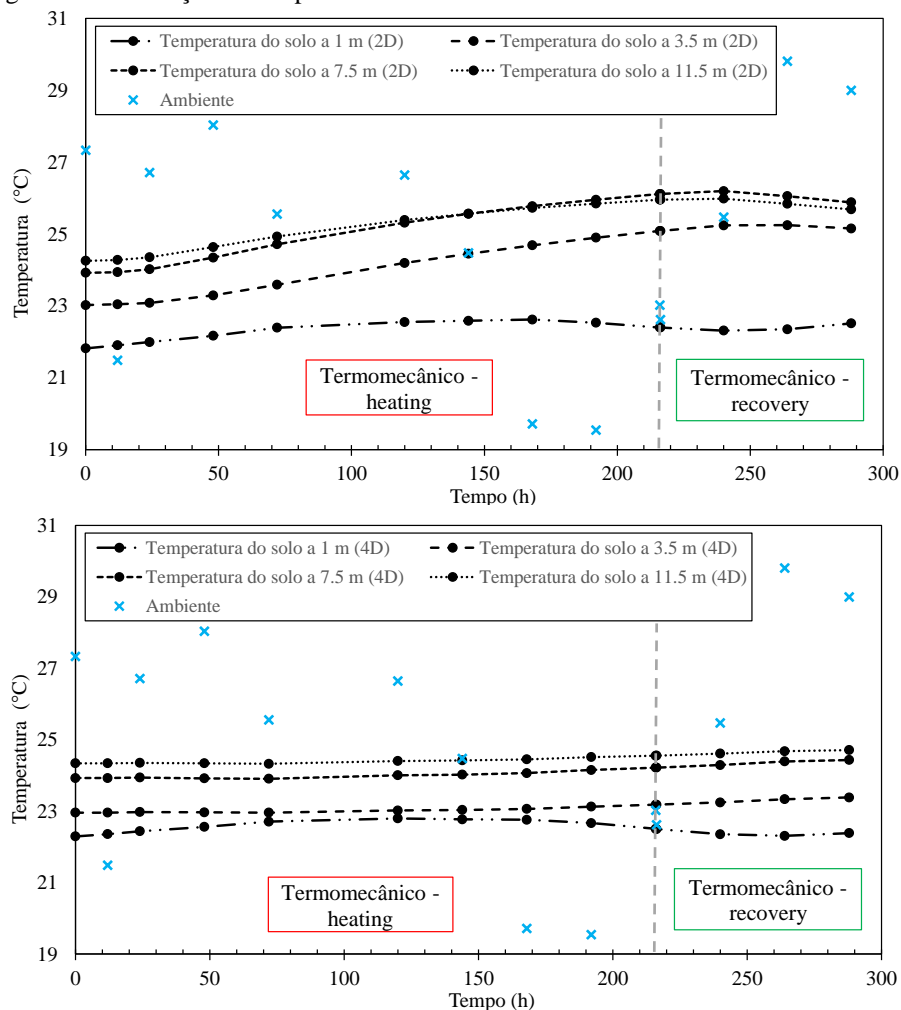 31
29
27
25
23
21
19
Temperatura (°C)
Temperatura do solo a 1 m (2D)
Temperatura do solo a 3.5 m (2D)
Temperatura do solo a 7.5 m (2D)
Temperatura do solo a 11.5 m (2D)
Ambiente
Termomecânico -
heating
Termomecânico -
recovery
0
50
100
150
200
250
300
Tempo (h)
31
29
27
25
23
21
19
Temperatura (°C)
Temperatura do solo a 1 m (4D)
Temperatura do solo a 3.5 m (4D)
Temperatura do solo a 7.5 m (4D)
Temperatura do solo a 11.5 m (4D)
Ambiente
Termomecânico -
heating
Termomecânico -
recovery
0
50
100
150
200
250
300
Tempo (h)